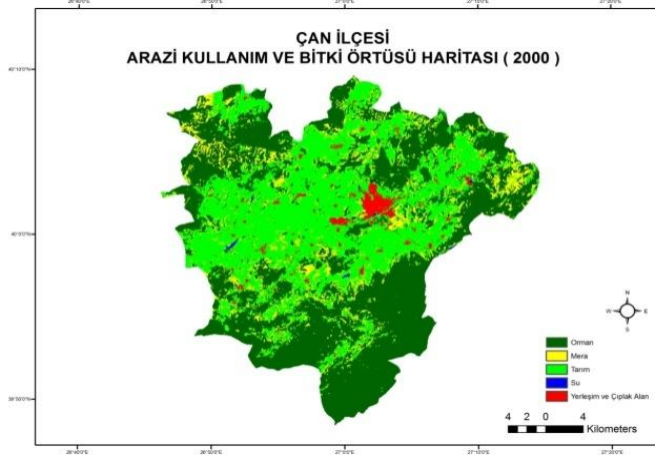 ÇAN İLÇESİ
ARAZİ KULLANIM VE BİTKİ ÖRTÜSÜ HARİTASI ( 2000 )
N
W E
S
Orman
Mera
Tarım
Su
Yerleşim ve Çıplak Alan
4 2 0 4
Kilometers